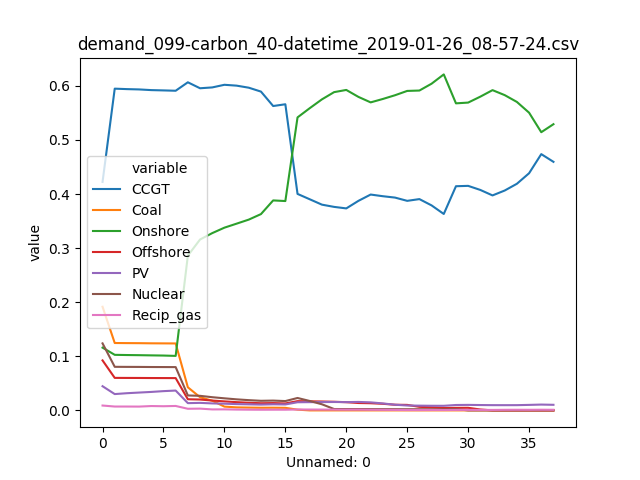 demand_099-carbon_40-datetime_2019-01-26_08-57-24.csv
0.6
0.5
0.4
0.3
0.2
0.1
0.0
value
variable
CCGT
Coal
Onshore
Offshore
PV
Nuclear
Recip_gas
0 5 10 15 20 25 30 35
Unnamed: 0